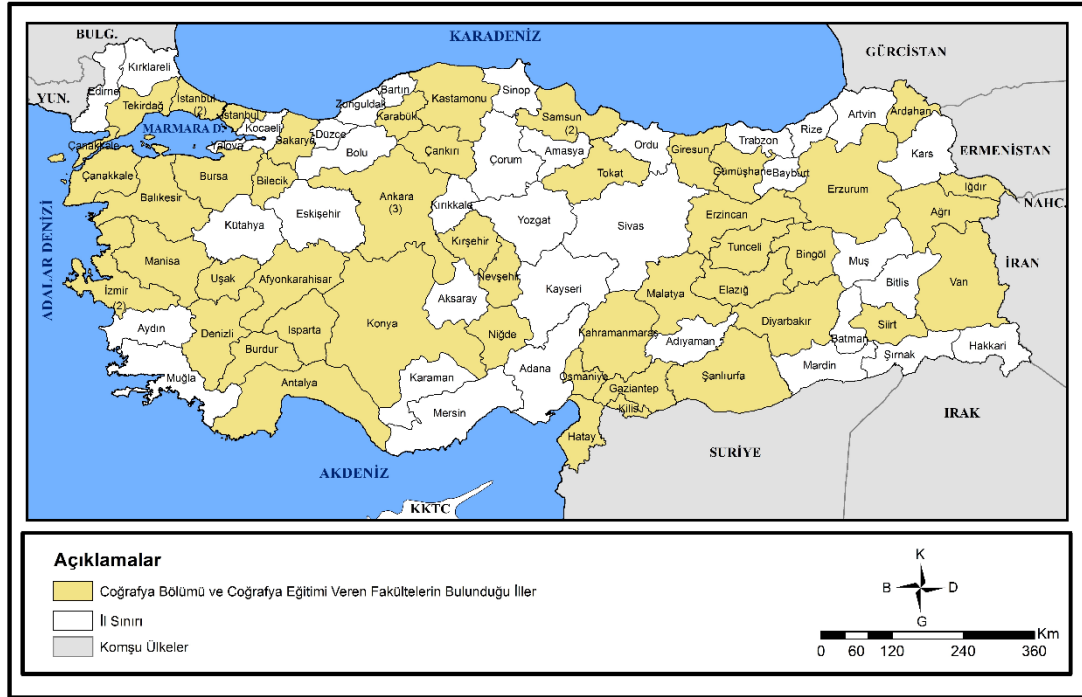 BULG.
KARADENİZ
GÜRCİSTAN
Kırklareli
Edirne
YUN.
Tekirdağ
İstanbul
(2)
İstanbul
MARMARA D.
Kocaeli
Yalova
Sakarya
Düzce
Zunguldak
Bartın
Karabük
Kastamonu
Sinop
Samsun
(2)
Bolu
Çankırı
Çorum
Amasya
Ordu
Giresun
Trabzon
Rize
Artvin
Ardahan
Kars
ERMENİSTAN
Çanakkale
Çanakkale
Bursa
Bilecik
Balıkesir
Eskişehir
Kütahya
Ankara
(3)
Kırıkkale
Tokat
Gümüşhane
Bayburt
Erzurum
Iğdır
NAHC.
ADALAR DENİZİ
Yozgat
Sivas
Erzincan
Ağrı
Kırşehir
Tunceli
Bingöl
Muş
İRAN
Manisa
Uşak
Afyonkarahisar
Nevşehir
Kayseri
Malatya
Elazığ
Bitlis
Van
İzmir
(2)
Aksaray
Aydın
Denizli
Isparta
Konya
Niğde
Kahramanmaraş
Adıyaman
Diyarbakır
Batman
Siirt
Burdur
Muğla
Antalya
Karaman
Adana
Osmaniye
Gaziantep
Kilis
Şanlıurfa
Mardin
Şırnak
Hakkari
Mersin
Hatay
SURİYE
IRAK
AKDENİZ
KKTC
Açıklamalar
Coğrafya Bölümü ve Coğrafya Eğitimi Veren Fakültelerin Bulunduğu İller
İl Sınırı
Komşu Ülkeler
K
B D
G
Km
0 60 120 240 360